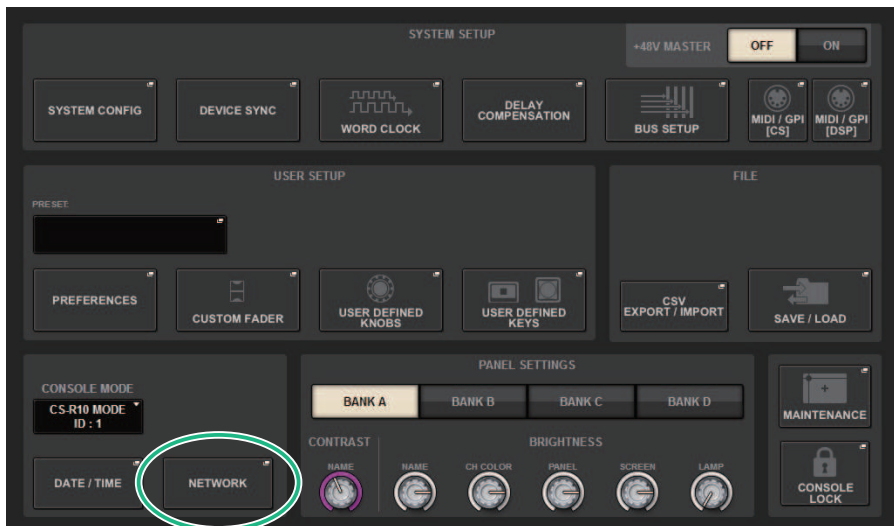 SYSTEM SETUP
+48V MASTER
OFF
ON
SYSTEM CONFIG
DEVICE SYNC
WORD CLOCK
DELAY
COMPENSATION
BUS SETUP
MIDI / GPI
[CS]
MIDI / GPI
[DSP]
USER SETUP
PRESET:
PREFERENCES
CUSTOM FADER
USER DEFINED
KNOBS
USER DEFINED
KEYS
FILE
CSV
EXPORT / IMPORT
SAVE / LOAD
CONSOLE MODE
CS-R10 MODE
ID : 1
DATE / TIME
NETWORK
PANEL SETTINGS
BANK A
BANK B
BANK C
BANK D
CONTRAST
BRIGHTNESS
NAME
NAME
CH COLOR
PANEL
SCREEN
LAMP
MAINTENANCE
CONSOLE
LOCK